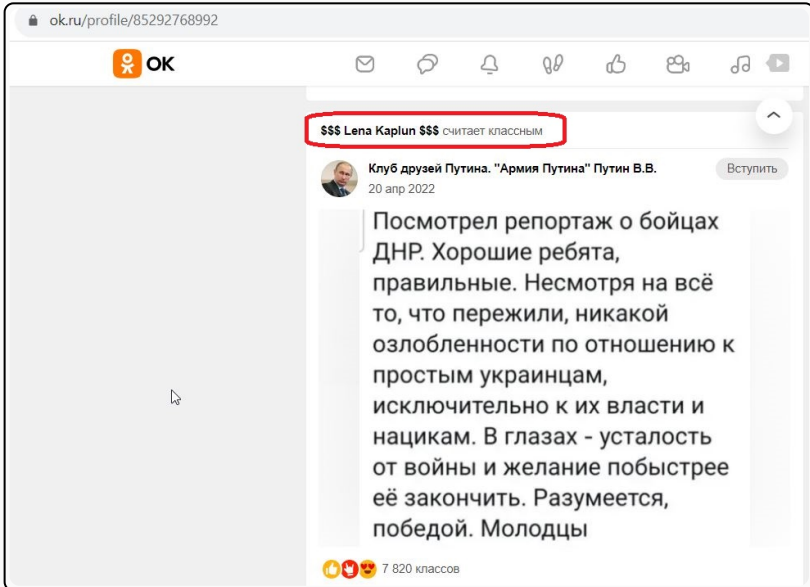 ok.ru/profile/85292768992
OK
$$$ Lena Kaplun $$$ считает классным
Клуб друзей Путина. "Армия Путина" Путин В.В.
Вступить
20 апр 2022
Посмотрел репортаж о бойцах
ДНР. Хорошие ребята,
правильные. Несмотря на всё
то, что пережили, никакой
озлобленности по отношению к
простым украинцам,
исключительно к их власти и
нацикам. В глазах - усталость
от войны и желание побыстрее
её закончить. Разумеется,
победой. Молодцы
7 820 классов